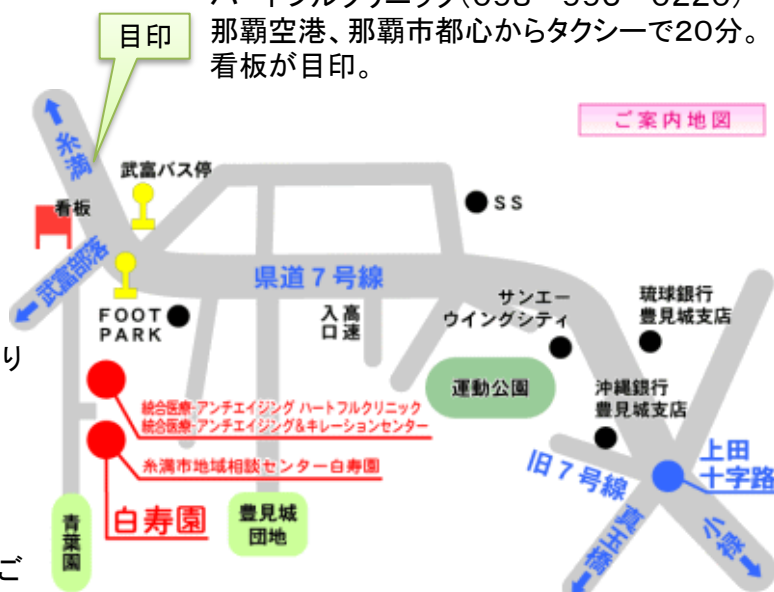 那覇空港、那覇市都心からタクシーで20分。
看板が目印。
目印
ご案内地図
糸満
武富バス停
看板
武富部落
SS
県道7号線
FOOT
PARK
高速
入口
サンエー
ウイングシティ
琉球銀行
豊見城支店
運動公園
沖縄銀行
豊見城支店
り
統合医療・アンチエイジング ハートフルクリニック
統合医療・アンチエイジング&キレーションセンター
糸満市地域相談センター白寿園
白寿園
上田
十字路
旧7号線
真玉橋
小禄
青葉園
豊見城
団地
ご